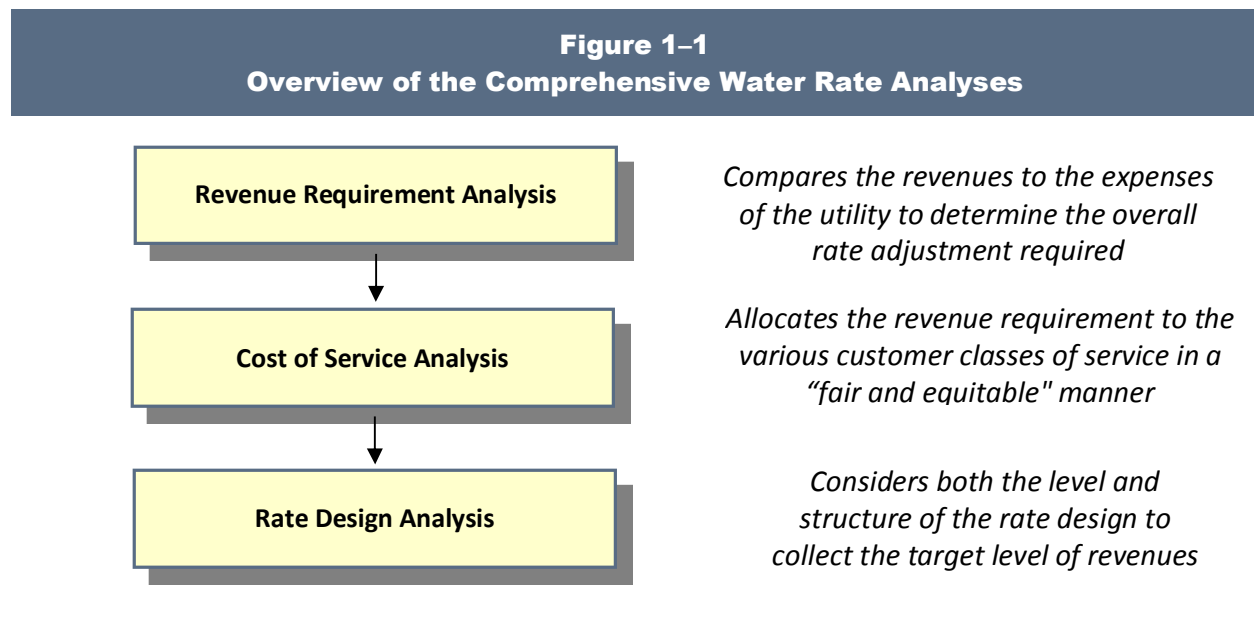 Figure 1–1
Overview of the Comprehensive Water Rate Analyses
Revenue Requirement Analysis
Compares the revenues to the expenses
of the utility to determine the overall
rate adjustment required
Cost of Service Analysis
Allocates the revenue requirement to the
various customer classes of service in a
“fair and equitable" manner
Rate Design Analysis
Considers both the level and
structure of the rate design to
collect the target level of revenues